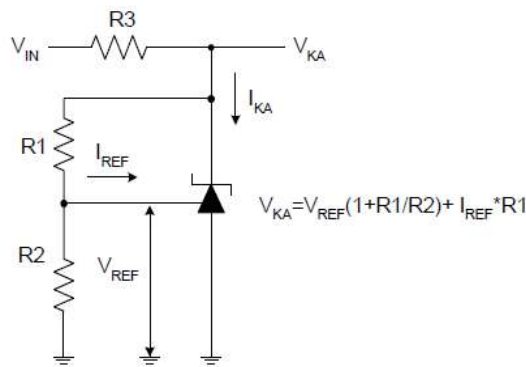 R3
V_IN
V_KA
I_KA
R1
I_REF
V_KA=V_REF(1+R1/R2)+ I_REF*R1
R2
V_REF